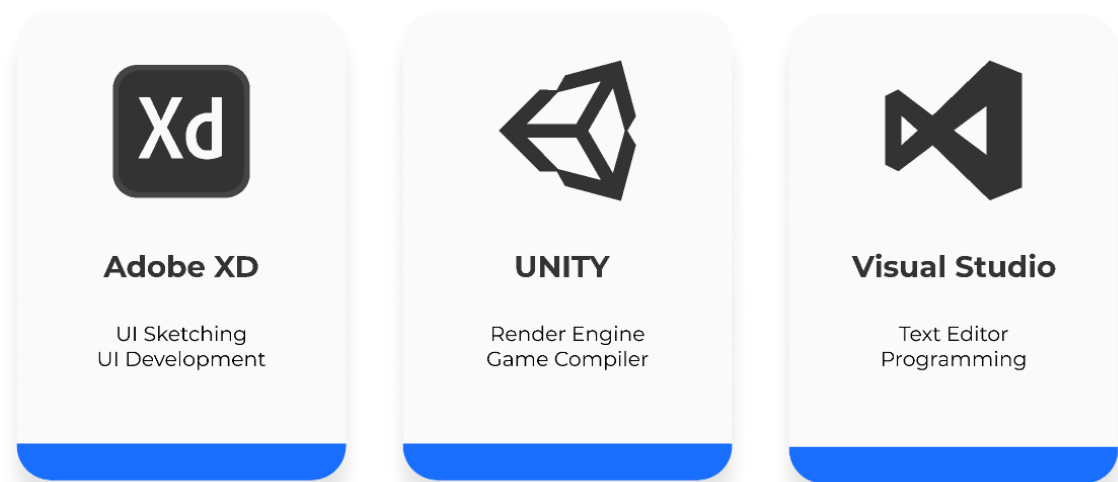 Xd
Adobe XD
UI Sketching
UI Development
UNITY
Render Engine
Game Compiler
Visual Studio
Text Editor
Programming